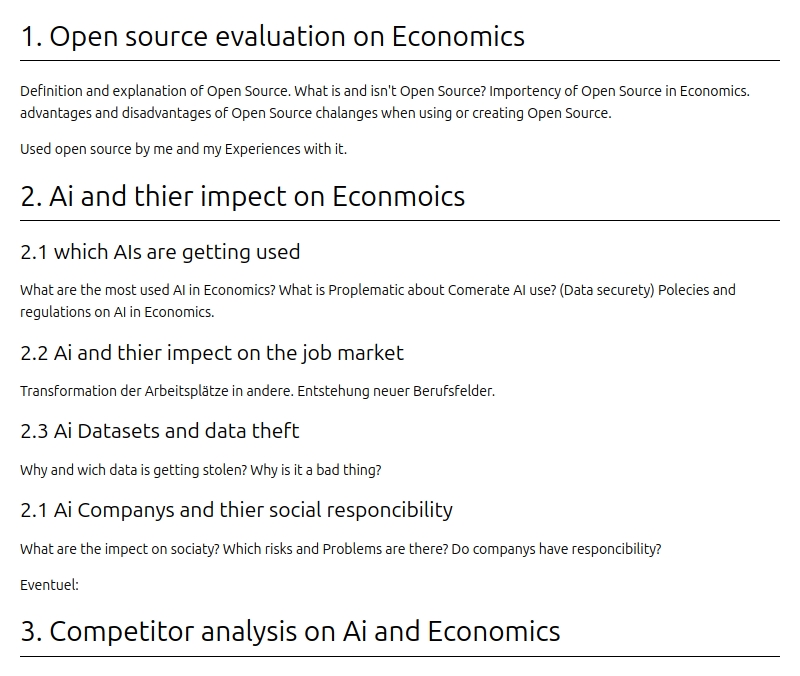 1. Open source evaluation on Economics
Definition and explanation of Open Source. What is and isn't Open Source? Importency of Open Source in Economics.
advantages and disadvantages of Open Source chalanges when using or creating Open Source.
Used open source by me and my Experiences with it.
2. Ai and thier impact on Econmoics
2.1 which AIs are getting used
What are the most used AI in Economics? What is Proplematic about Comerate AI use? (Data securety) Polecies and
regulations on AI in Economics.
2.2 Ai and thier impact on the job market
Transformation der Arbeitsplätze in andere. Entstehung neuer Berufsfelder.
2.3 Ai Datasets and data theft
Why and wich data is getting stolen? Why is it a bad thing?
2.1 Ai Companys and thier social responcibility
What are the impact on sociaty? Which risks and Problems are there? Do companys have responcibility?
Eventuel:
3. Competitor analysis on Ai and Economics